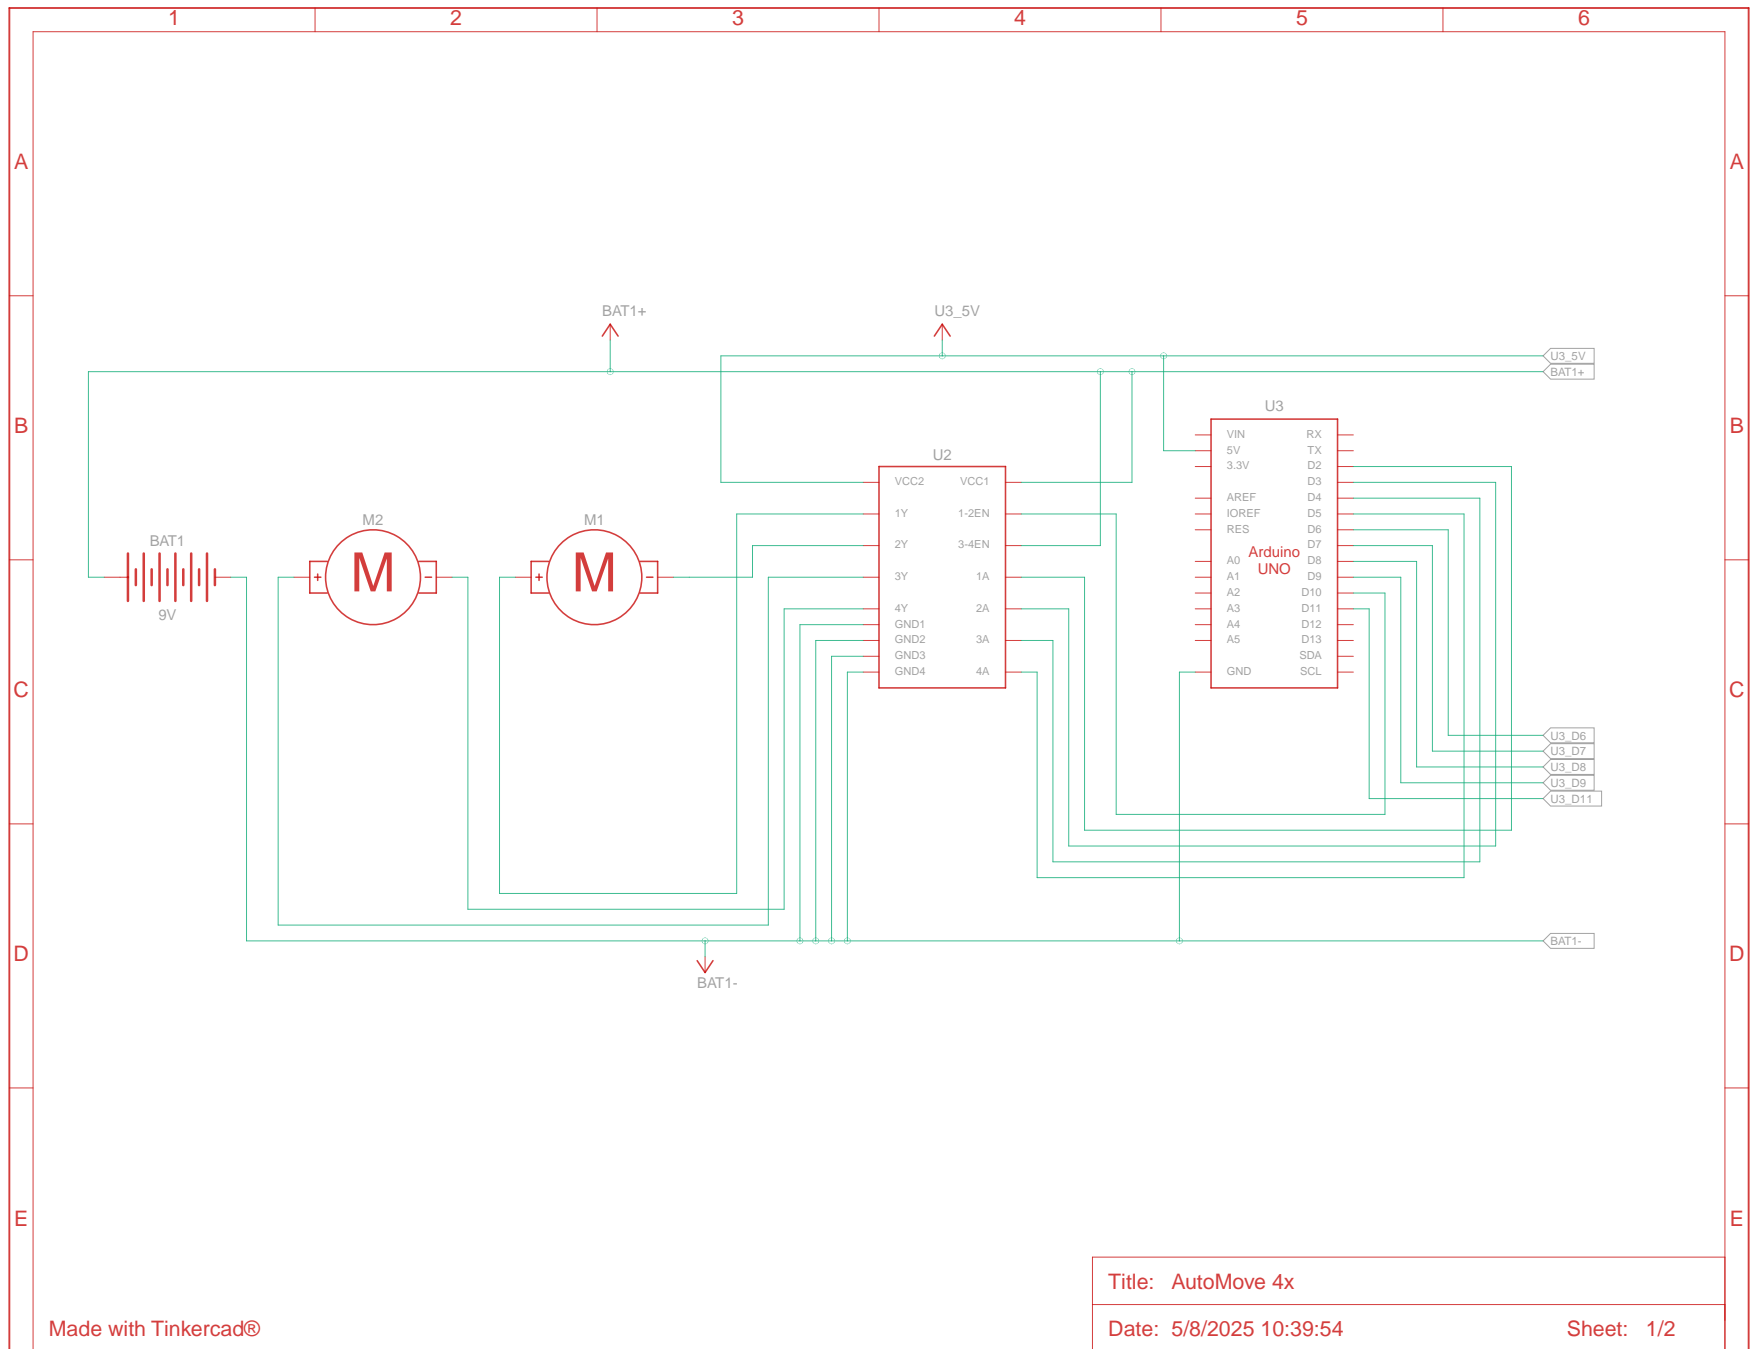 1 2 3 4 5 6
A A
BAT1+ U3_5V
U3_5V
BAT1+
U3
B B
VIN RX
5V TX
3.3V D2
D3
AREF D4
IOREF D5
RES D6
D7
Arduino
UNO
A0 D8
A1 D9
A2 D10
A3 D11
A4 D12
A5 D13
SDA
GND SCL
U2
VCC2 VCC1
1Y 1-2EN
2Y 3-4EN
3Y 1A
4Y 2A
GND1
GND2 3A
GND3
GND4 4A
M2 M1
BAT1
M M
+ - + -
9V
C C
U3_D6
U3_D7
U3_D8
U3_D9
U3_D11
D D
BAT1-
BAT1-
E E
Title: AutoMove 4x
Made with Tinkercad®
Date: 5/8/2025 10:39:54 Sheet: 1/2